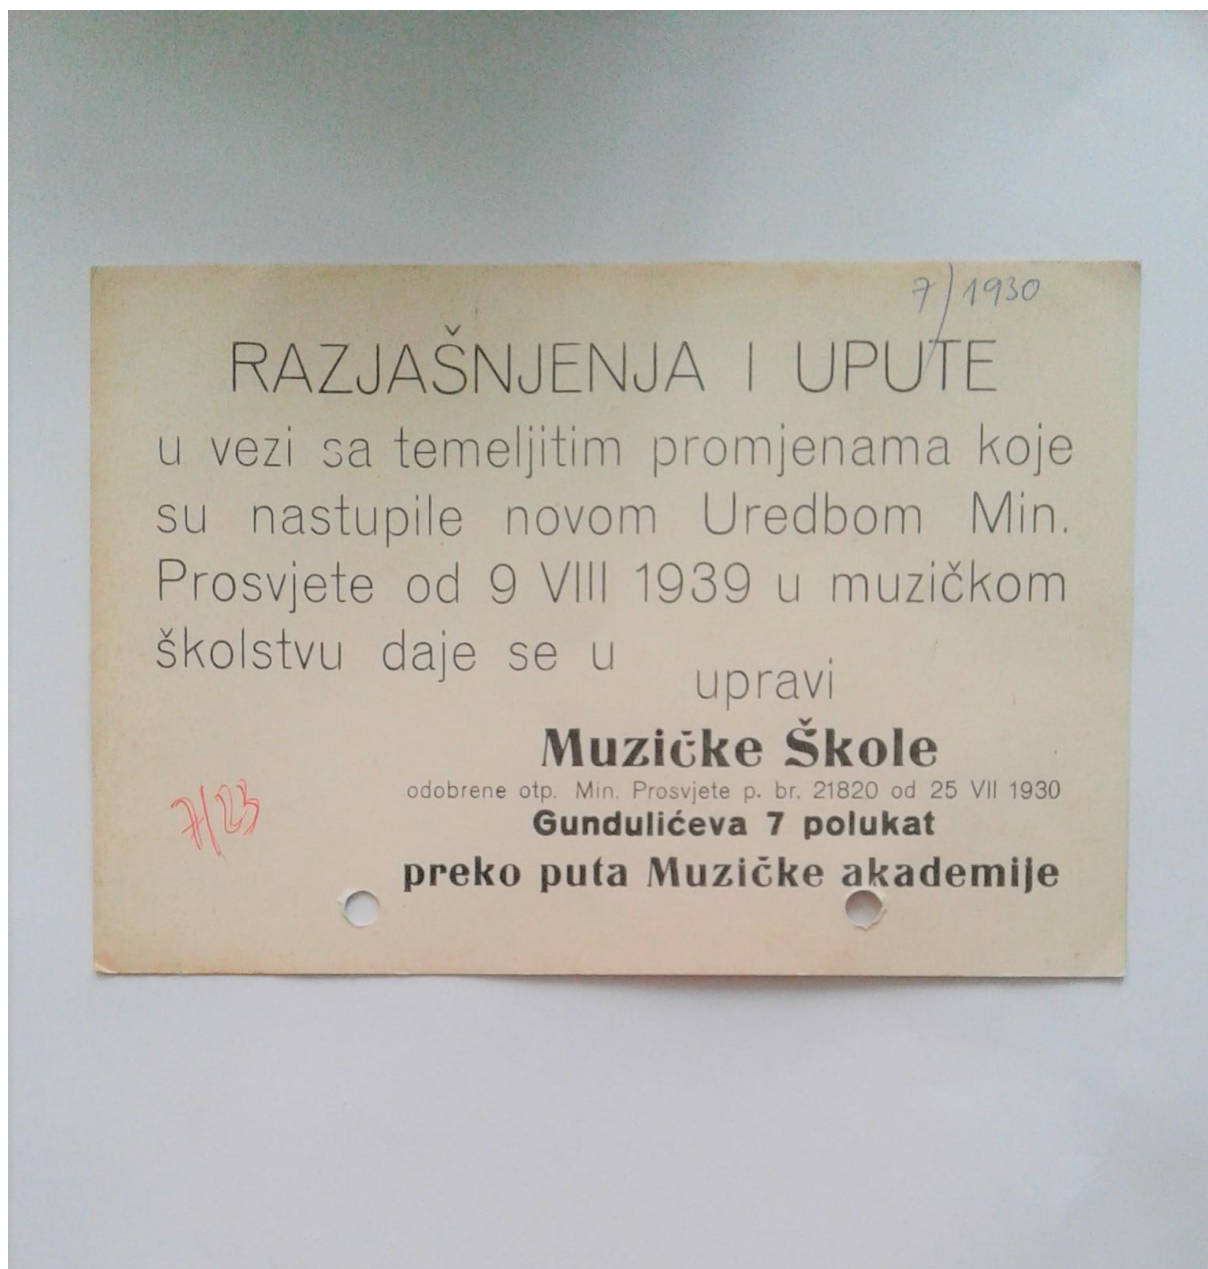 7/1930
RAZJAŠNJENJA I UPUTE
u vezi sa temeljitim promjenama koje
su nastupile novom Uredbom Min.
Prosvjete od 9 VIII 1939 u muzičkom
školstvu daje se u
upravi
Muzičke Škole
odobrene otp. Min. Prosvjete p. br. 21820 od 25 VII 1930
7/23
Gundulićeva 7 polukat
preko puta Muzičke akademije